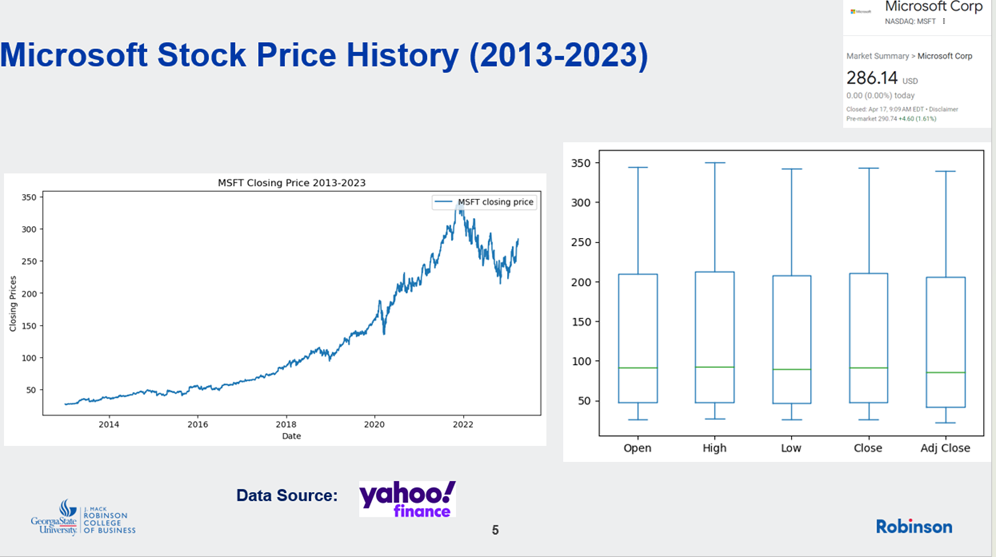 Microsoft Corp
NASDAQ: MSFT
Microsoft
Microsoft Stock Price History (2013-2023)
Market Summary > Microsoft Corp
286.14 USD
0.00 (0.00%) today
Closed: Apr 17, 9:09 AM EDT • Disclaimer
Pre-market 290.74 +4.60 (1.61%)
MSFT Closing Price 2013-2023
MSFT closing price
Closing Prices
350
300
250
200
150
100
50
2014 2016 2018 2020 2022
Date
350
300
250
200
150
100
50
Open High Low Close Adj Close
Data Source:
yahoo!
finance
GeorgiaState
University
J. MACK
ROBINSON
COLLEGE
OF BUSINESS
5
Robinson